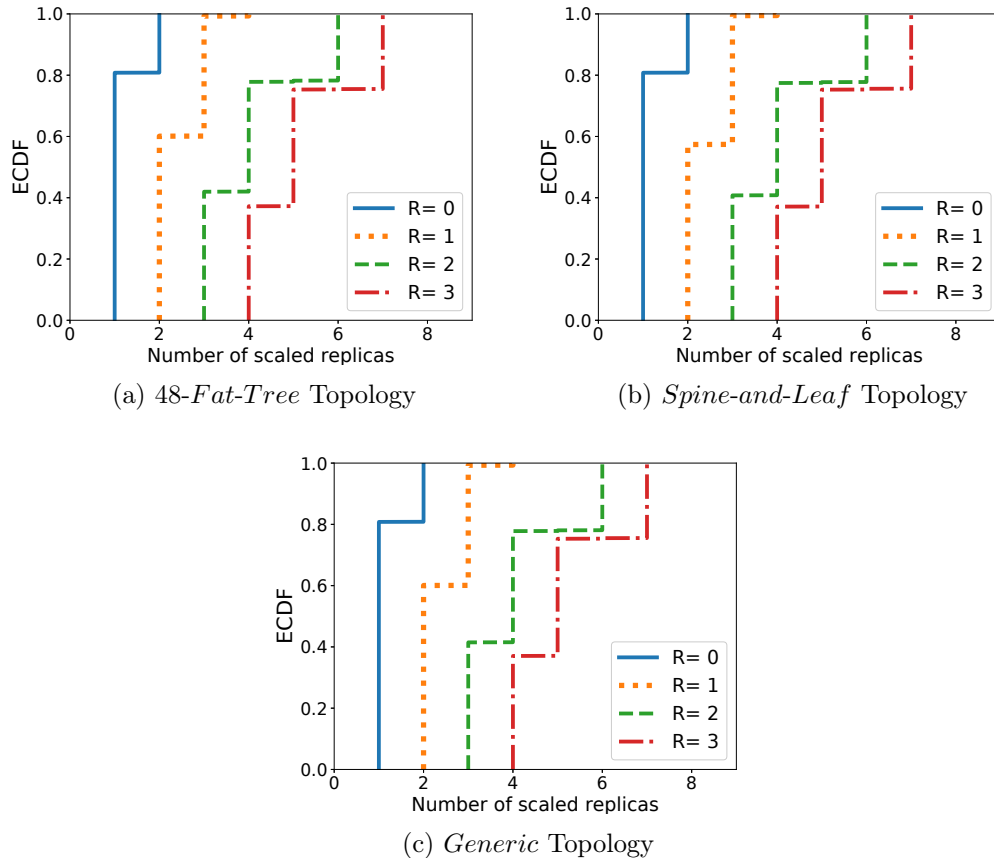 1.0
0.8
0.6
0.4
0.2
0.0
ECDF
R= 0
R= 1
R= 2
R= 3
0 2 4 6 8
Number of scaled replicas
(a) 48-Fat-Tree Topology
1.0
0.8
0.6
0.4
0.2
0.0
ECDF
R= 0
R= 1
R= 2
R= 3
0 2 4 6 8
Number of scaled replicas
(b) Spine-and-Leaf Topology
1.0
0.8
0.6
0.4
0.2
0.0
ECDF
R= 0
R= 1
R= 2
R= 3
0 2 4 6 8
Number of scaled replicas
(c) Generic Topology